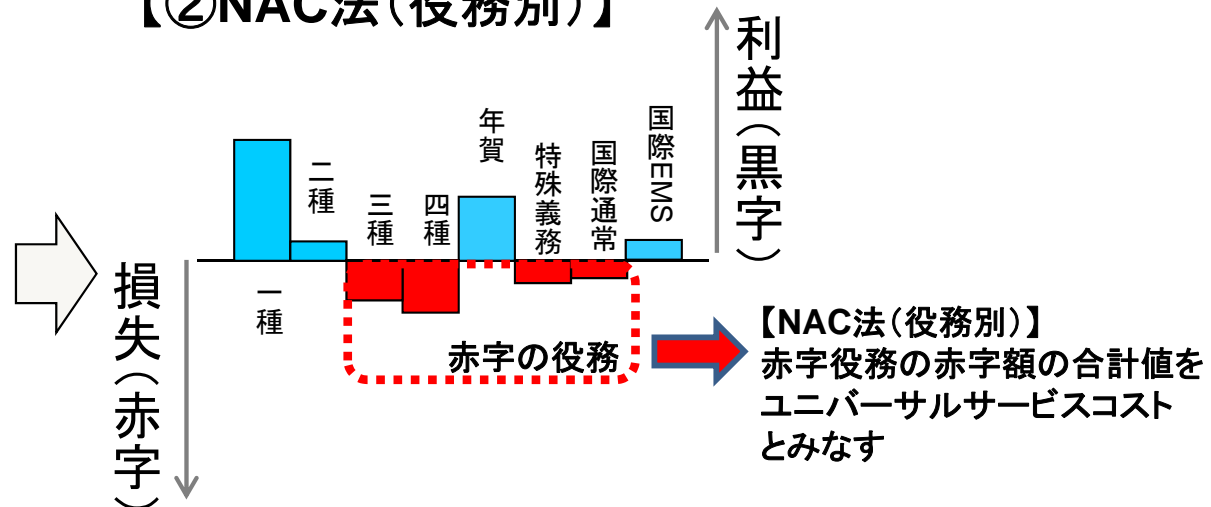 【②NAC法（役務別）】
利益（黒字）
一種
二種
三種
四種
年賀
特殊義務
国際通常
国際EMS
損失（赤字）
赤字の役務
【NAC法（役務別）】
赤字役務の赤字額の合計値を
ユニバーサルサービスコスト
とみなす